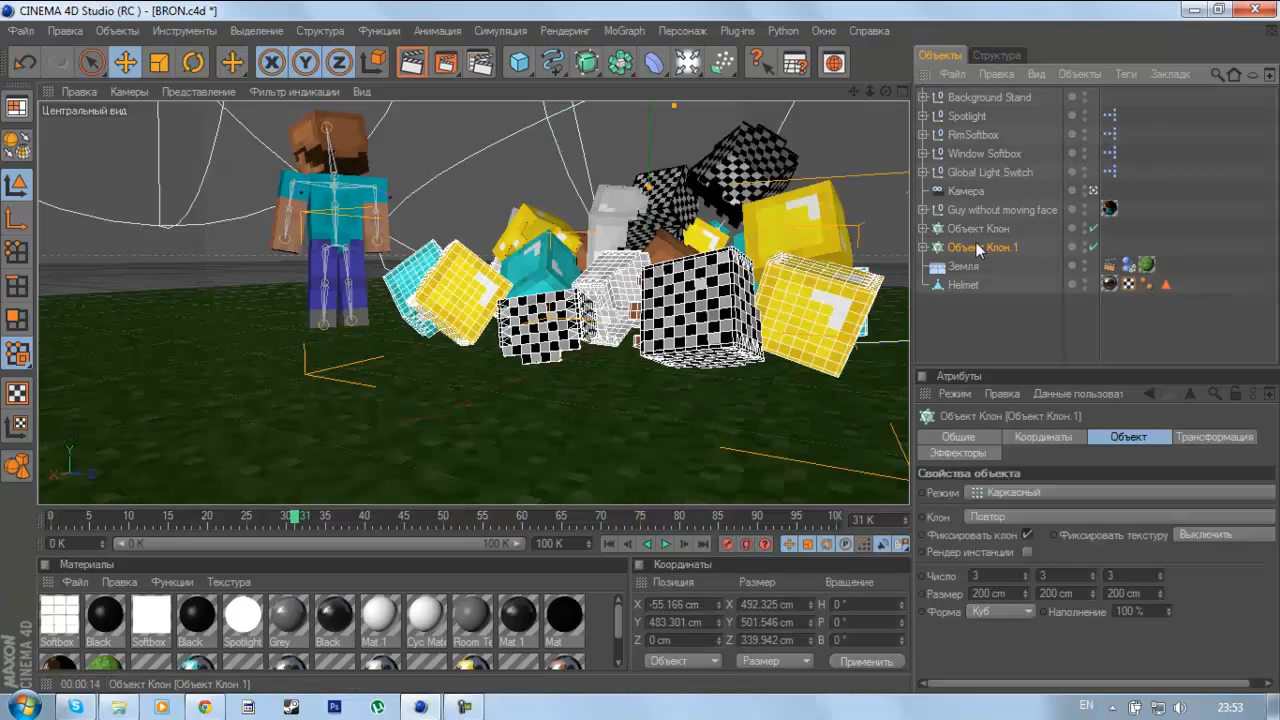 CINEMA 4D Studio (RC ) - [BRON.c4d *]
Файл Правка Объекты Инструменты Выделение Структура Функции Анимация Симуляция Рендеринг MoGraph Персонаж Plug-ins Python Окно Справка
Объекты Структура
Файл Правка Вид Объекты Теги Закладк
Правка Камеры Представление Фильтр индикации Вид
Центральный вид
Background Stand
Spotlight
RimSoftbox
Window Softbox
Global Light Switch
Камера
Guy without moving face
Объект Клон
Объект Клон.1
Земля
Helmet
Атрибуты
Режим Правка Данные пользоват
Объект Клон [Объект Клон.1]
Общие Координаты Объект Трансформация
Эффекторы
Свойства объекта
Режим Каркасный
Клон Повтор
Фиксировать клон Фиксировать текстуру Выключить
Рендер инстанции
Число 3 3 3
Размер 200 cm 200 cm 200 cm
Форма Куб Наполнение 100 %
0 5 10 15 20 25 30 31 35 40 45 50 55 60 65 70 75 80 85 90 95 100 31 K
0 K 0 K 100 K 100 K
Материалы
Файл Правка Функции Текстура
Softbox Black Softbox Black Spotlight Grey Black Mat.1 Cyc Mate Room Te Mat.1 Mat
Координаты
Позиция Размер Вращение
X -55.166 cm X 492.325 cm H 0 °
Y 483.301 cm Y 501.546 cm P 0 °
Z 0 cm Z 339.942 cm B 0 °
Объект Размер Применить
MAXON CINEMA 4D
00:00:14 Объект Клон [Объект Клон.1]
EN 23:53